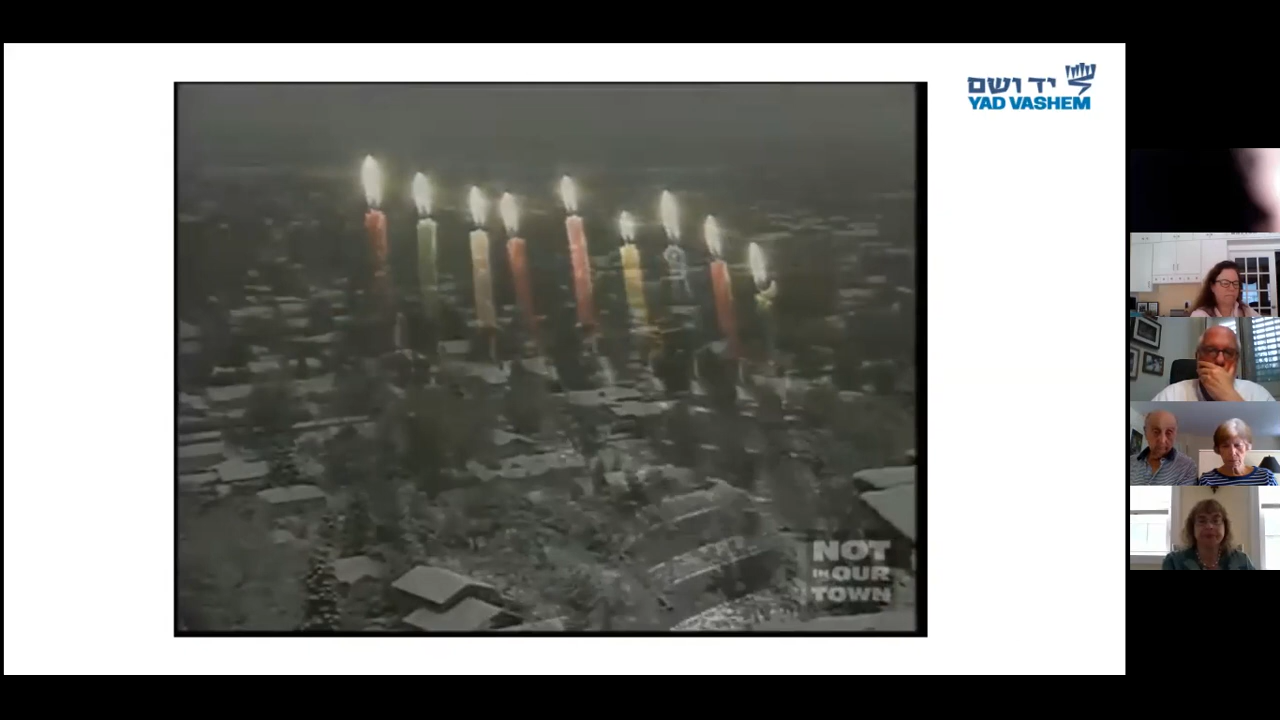 יד ושם
YAD VASHEM
NOT
IN OUR
TOWN